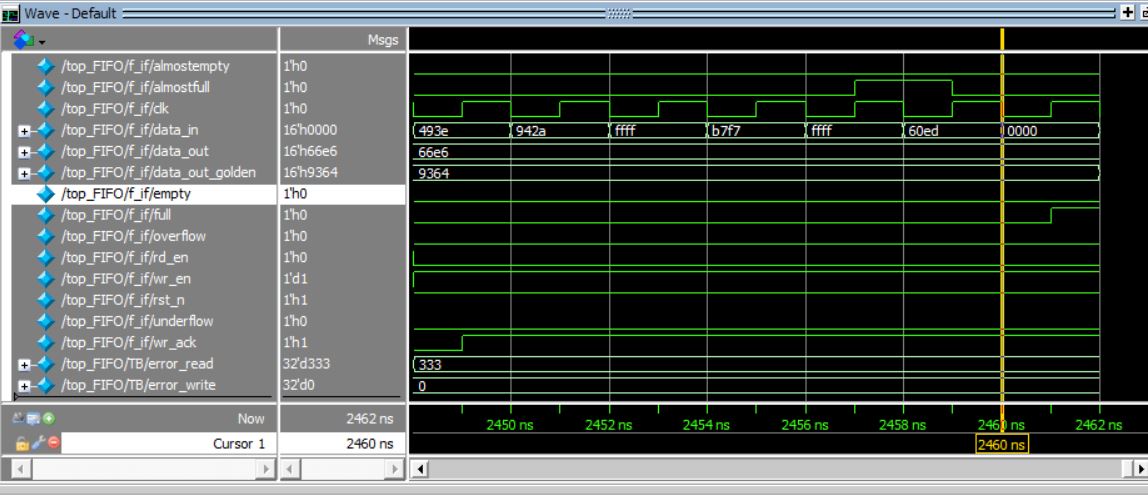 Wave - Default
Msgs
/top_FIFO/f_if/almostempty 1'h0
/top_FIFO/f_if/almostfull 1'h0
/top_FIFO/f_if/clk 1'h0
/top_FIFO/f_if/data_in 16'h0000 493e 942a ffff b7f7 ffff 60ed 0000
/top_FIFO/f_if/data_out 16'h66e6 66e6
/top_FIFO/f_if/data_out_golden 16'h9364 9364
/top_FIFO/f_if/empty 1'h0
/top_FIFO/f_if/full 1'h0
/top_FIFO/f_if/overflow 1'h0
/top_FIFO/f_if/rd_en 1'h0
/top_FIFO/f_if/wr_en 1'd1
/top_FIFO/f_if/rst_n 1'h1
/top_FIFO/f_if/underflow 1'h0
/top_FIFO/f_if/wr_ack 1'h1
/top_FIFO/TB/error_read 32'd333 333
/top_FIFO/TB/error_write 32'd0 0
Now 2462 ns 2450 ns 2452 ns 2454 ns 2456 ns 2458 ns 2460 ns 2462 ns
Cursor 1 2460 ns 2460 ns